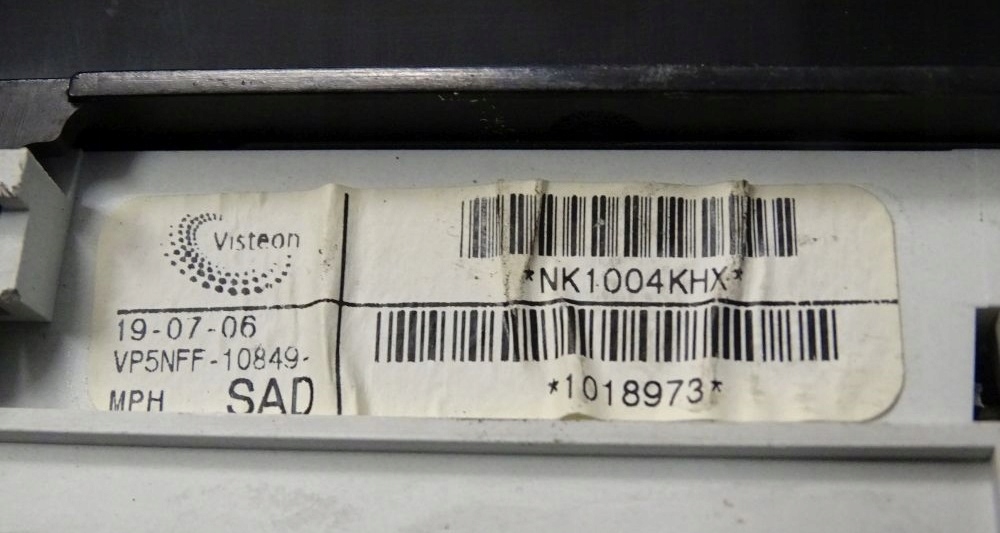 Visteon
*NK1004KHX*
19-07-06
VP5NFF-10849-
MPH SAD
*1018973*